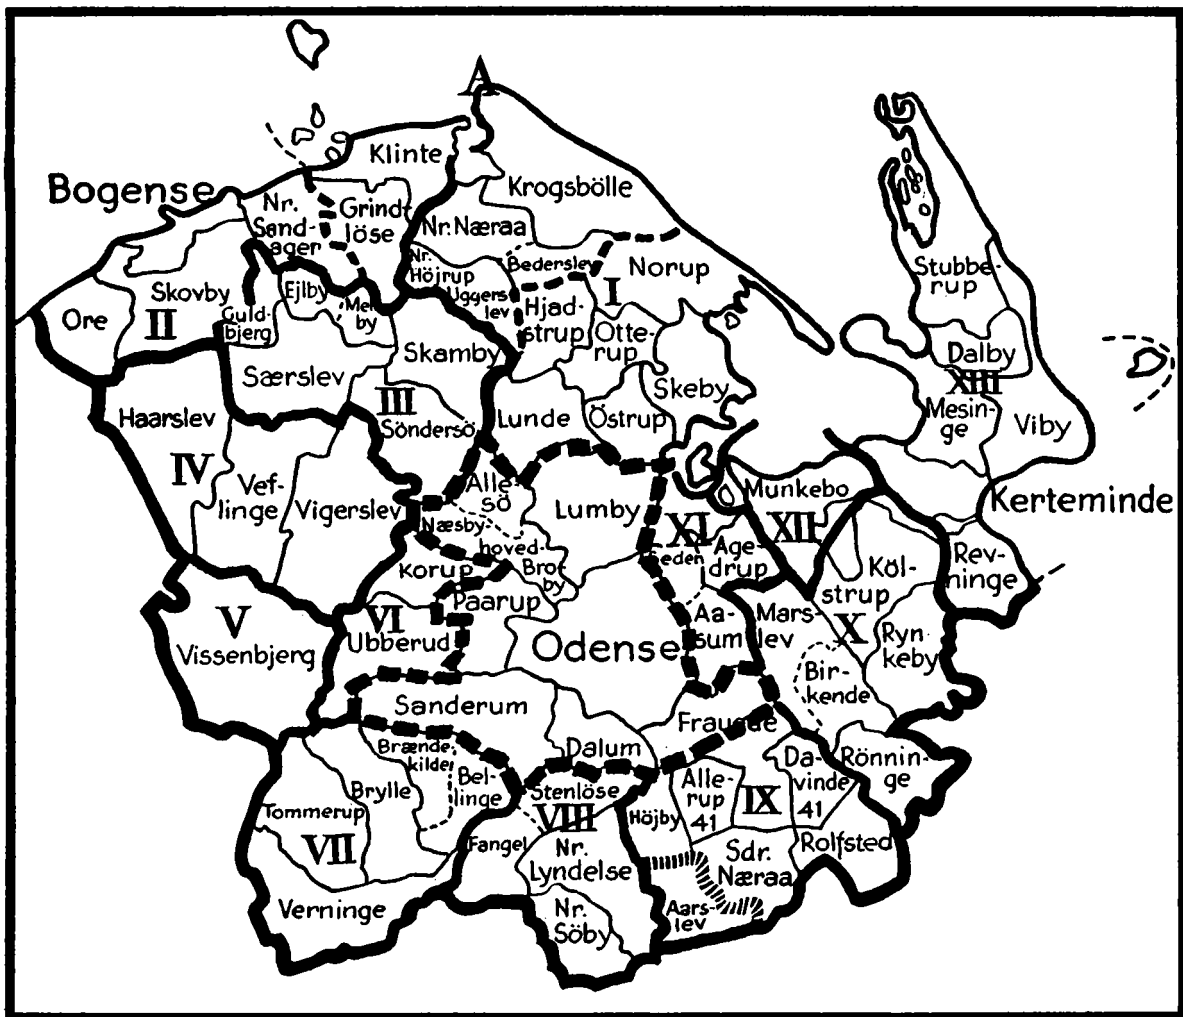 A
Klinte
Bogense
Krogsbölle
Nr.
Sand-
ager
Grind-
löse
Nr. Næraa
Nr.
Höjrup
Bederslev
Norup
Stubbe-
rup
Skovby
II
Ejlby
Mel-
by
Uggers-
lev
Hjad-
strup
I
Ore
Guld-
bjerg
Otte-
rup
Skamby
Dalby
XIII
Særslev
Skeby
Mesin-
ge
Viby
III
Haarslev
Söndersö
Lunde
Östrup
IV
Vef-
linge
Vigerslev
Alle-
sö
Lumby
Munkebo
Kerteminde
Næsby-
hoved-
Bro-
by
XI
XII
Seden
Age-
drup
Rev-
ninge
Korup
Köl-
strup
Paarup
V
VI
Ubberud
Vissenbjerg
Odense
Aa-
sum
Mars-
lev
X
Ryn
keby
Bir-
kende
Sanderum
Fraugde
Dalum
Brænde-
kilde
Bel-
linge
Da-
vinde
41
Rönnin-
ge
Brylle
Stenlöse
VIII
Alle-
rup
41
IX
Tommerup
VII
Höjby
Fangel
Nr.
Lyndelse
Rolfsted
Sdr.
Næraa
Verninge
Nr.
Söby
Aars-
lev